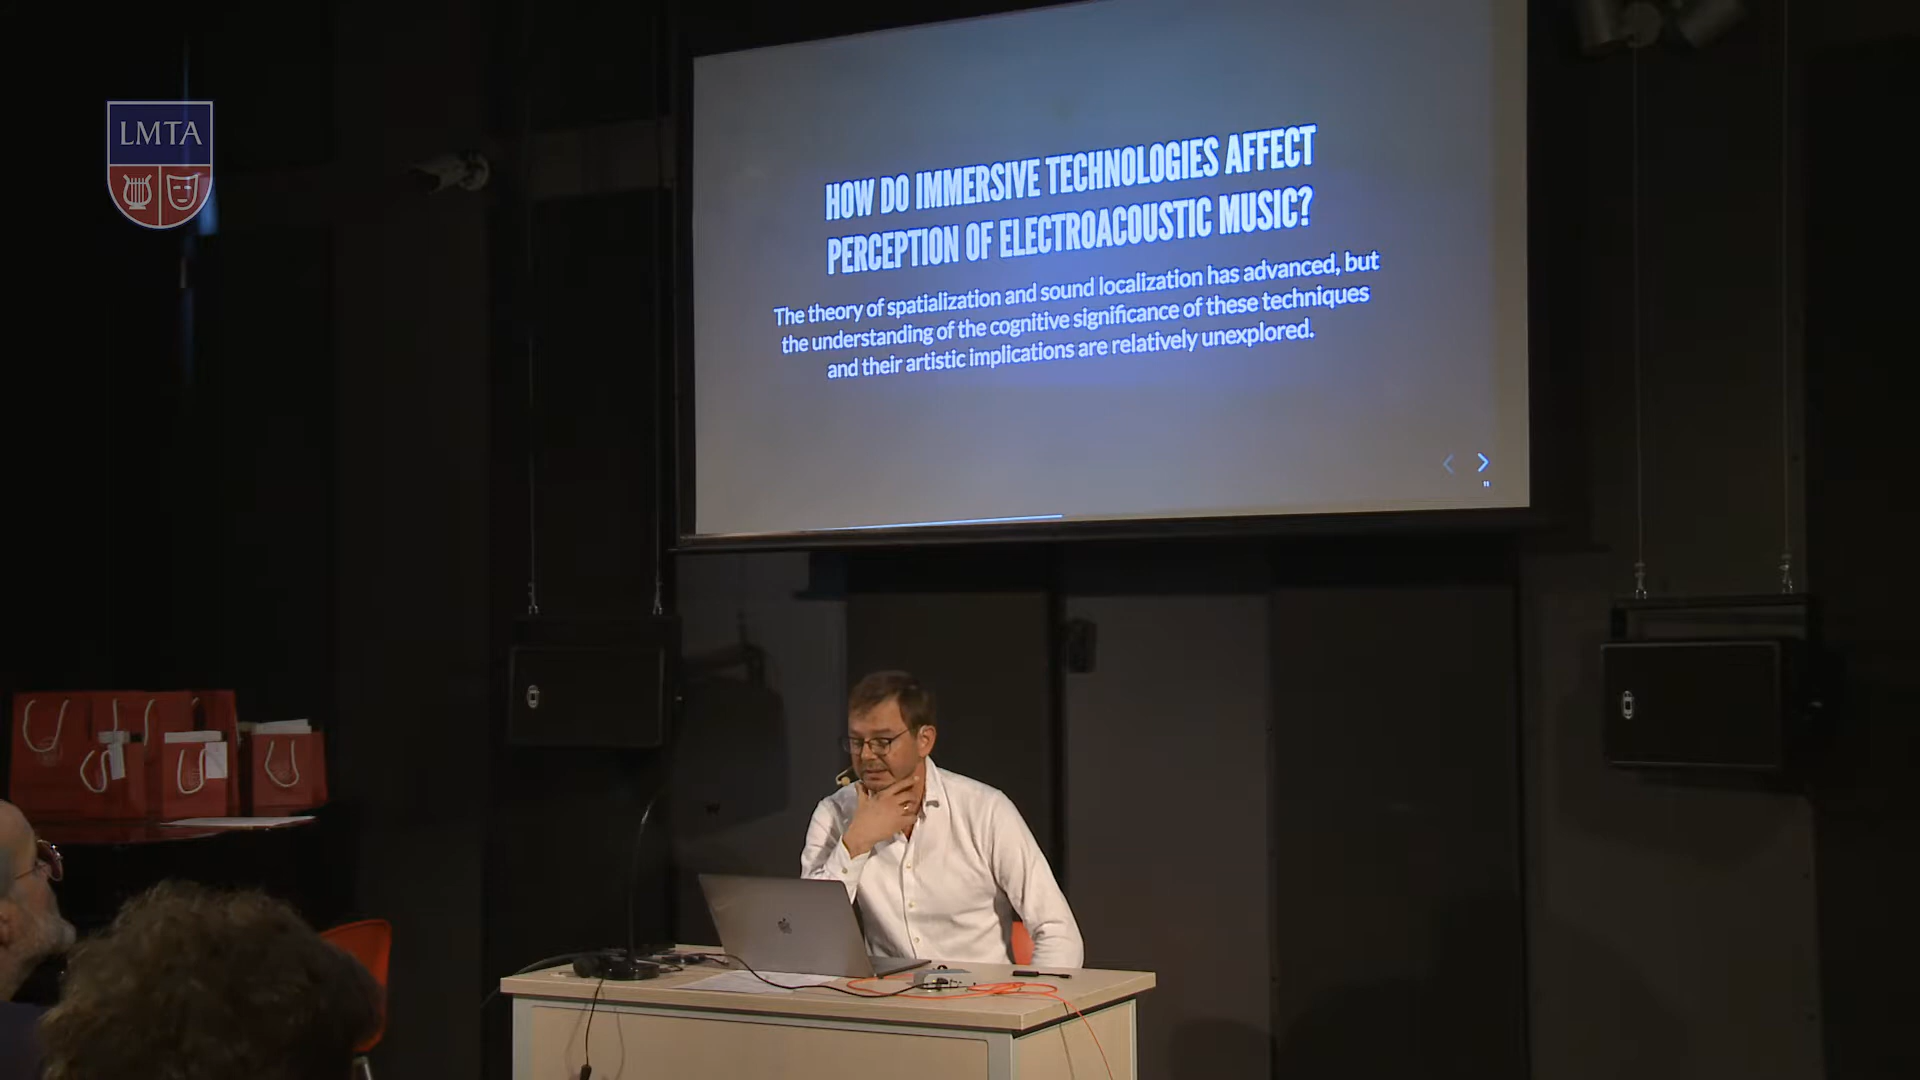 LMTA
HOW DO IMMERSIVE TECHNOLOGIES AFFECT
PERCEPTION OF ELECTROACOUSTIC MUSIC?
The theory of spatialization and sound localization has advanced, but
the understanding of the cognitive significance of these techniques
and their artistic implications are relatively unexplored.